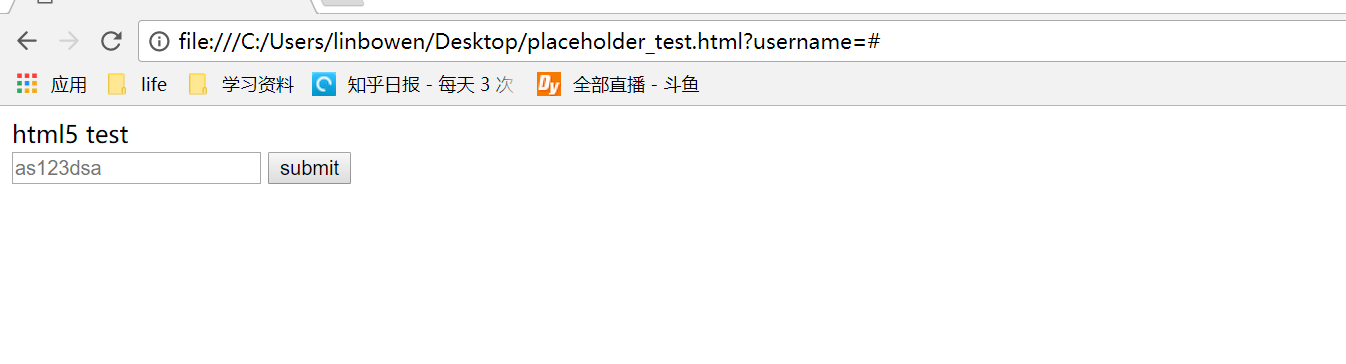 file:///C:/Users/linbowen/Desktop/placeholder_test.html?username=#
应用 life 学习资料 知乎日报 - 每天 3 次 Dy 全部直播 - 斗鱼
html5 test
as123dsa submit